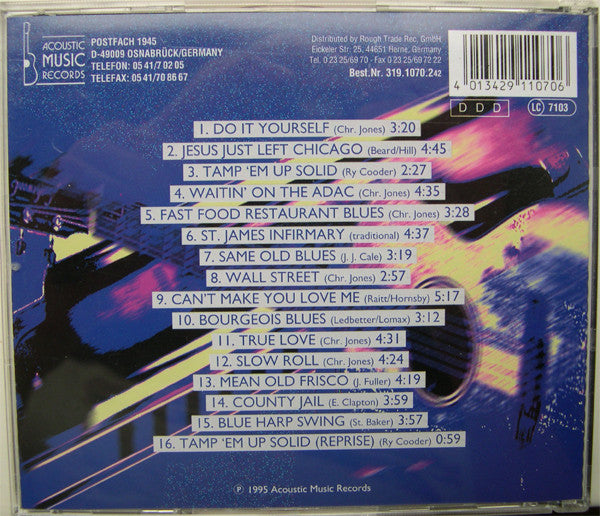 ACOUSTIC
MUSIC
RECORDS
POSTFACH 1945
D-49009 OSNABRÜCK/GERMANY
TELEFON: 05 41/7 02 05
TELEFAX: 05 41/70 86 67
Distributed by Rough Trade Rec. GmbH
Eickeler Str. 25, 44651 Herne, Germany
Tel. 0 23 25/69 70 - Fax 0 23 25/69 72 22
Best.Nr. 319.1070.242
4 013429 110706
D D D
LC 7103
1. DO IT YOURSELF (Chr. Jones) 3:20
2. JESUS JUST LEFT CHICAGO (Beard/Hill) 4:45
3. TAMP 'EM UP SOLID (Ry Cooder) 2:27
4. WAITIN' ON THE ADAC (Chr. Jones) 4:35
5. FAST FOOD RESTAURANT BLUES (Chr. Jones) 3:28
6. ST. JAMES INFIRMARY (traditional) 4:37
7. SAME OLD BLUES (J. J. Cale) 3:19
8. WALL STREET (Chr. Jones) 2:57
9. CAN'T MAKE YOU LOVE ME (Raitt/Hornsby) 5:17
10. BOURGEOIS BLUES (Ledbetter/Lomax) 3:12
11. TRUE LOVE (Chr. Jones) 4:31
12. SLOW ROLL (Chr. Jones) 4:24
13. MEAN OLD FRISCO (J. Fuller) 4:19
14. COUNTY JAIL (E. Clapton) 3:59
15. BLUE HARP SWING (St. Baker) 3:57
16. TAMP 'EM UP SOLID (REPRISE) (Ry Cooder) 0:59
℗ 1995 Acoustic Music Records